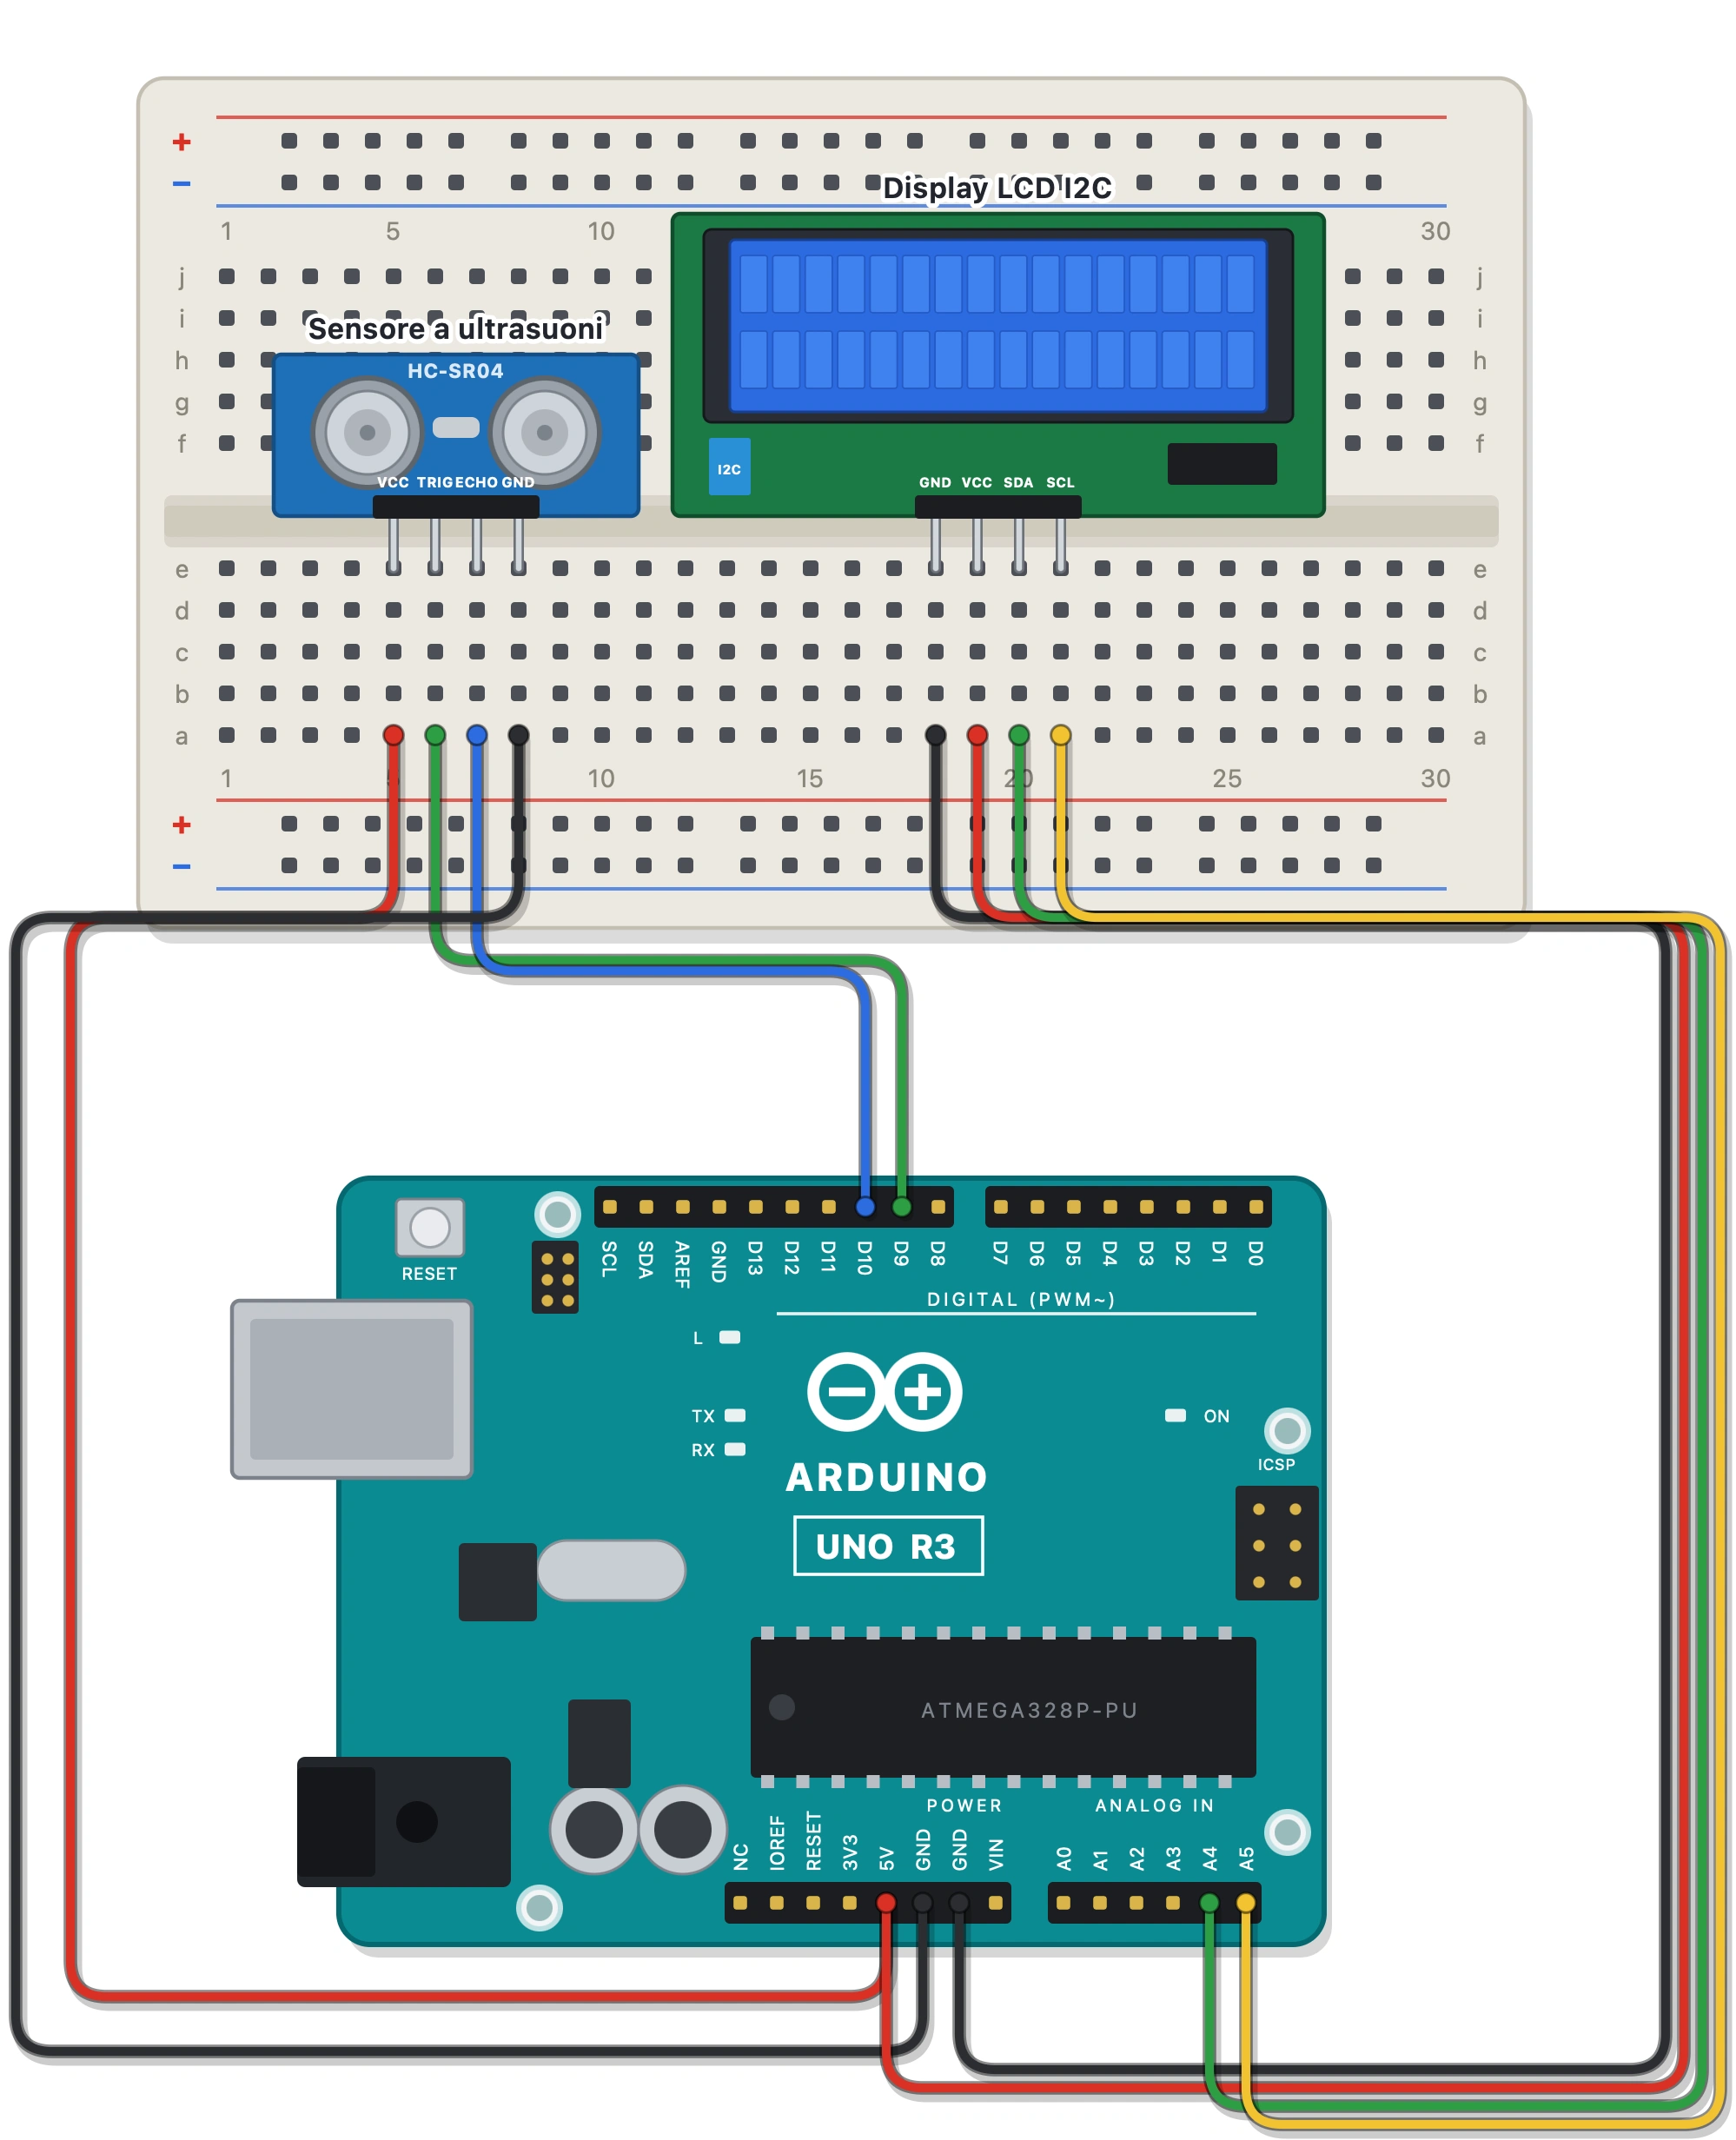 + 
− Display LCD I2C
1 5 10 30
j j
i Sensore a ultrasuoni i
h HC-SR04 h
g g
f f
I2C
VCC TRIG ECHO GND GND VCC SDA SCL
e e
d d
c c
b b
a a
1 5 10 15 20 25 30
+
−
RESET
SCL SDA AREF GND D13 D12 D11 D10 D9 D8 D7 D6 D5 D4 D3 D2 D1 D0
DIGITAL (PWM~)
L
TX ON
RX
ICSP
ARDUINO
UNO R3
ATMEGA328P-PU
POWER ANALOG IN
NC IOREF RESET 3V3 5V GND GND VIN A0 A1 A2 A3 A4 A5